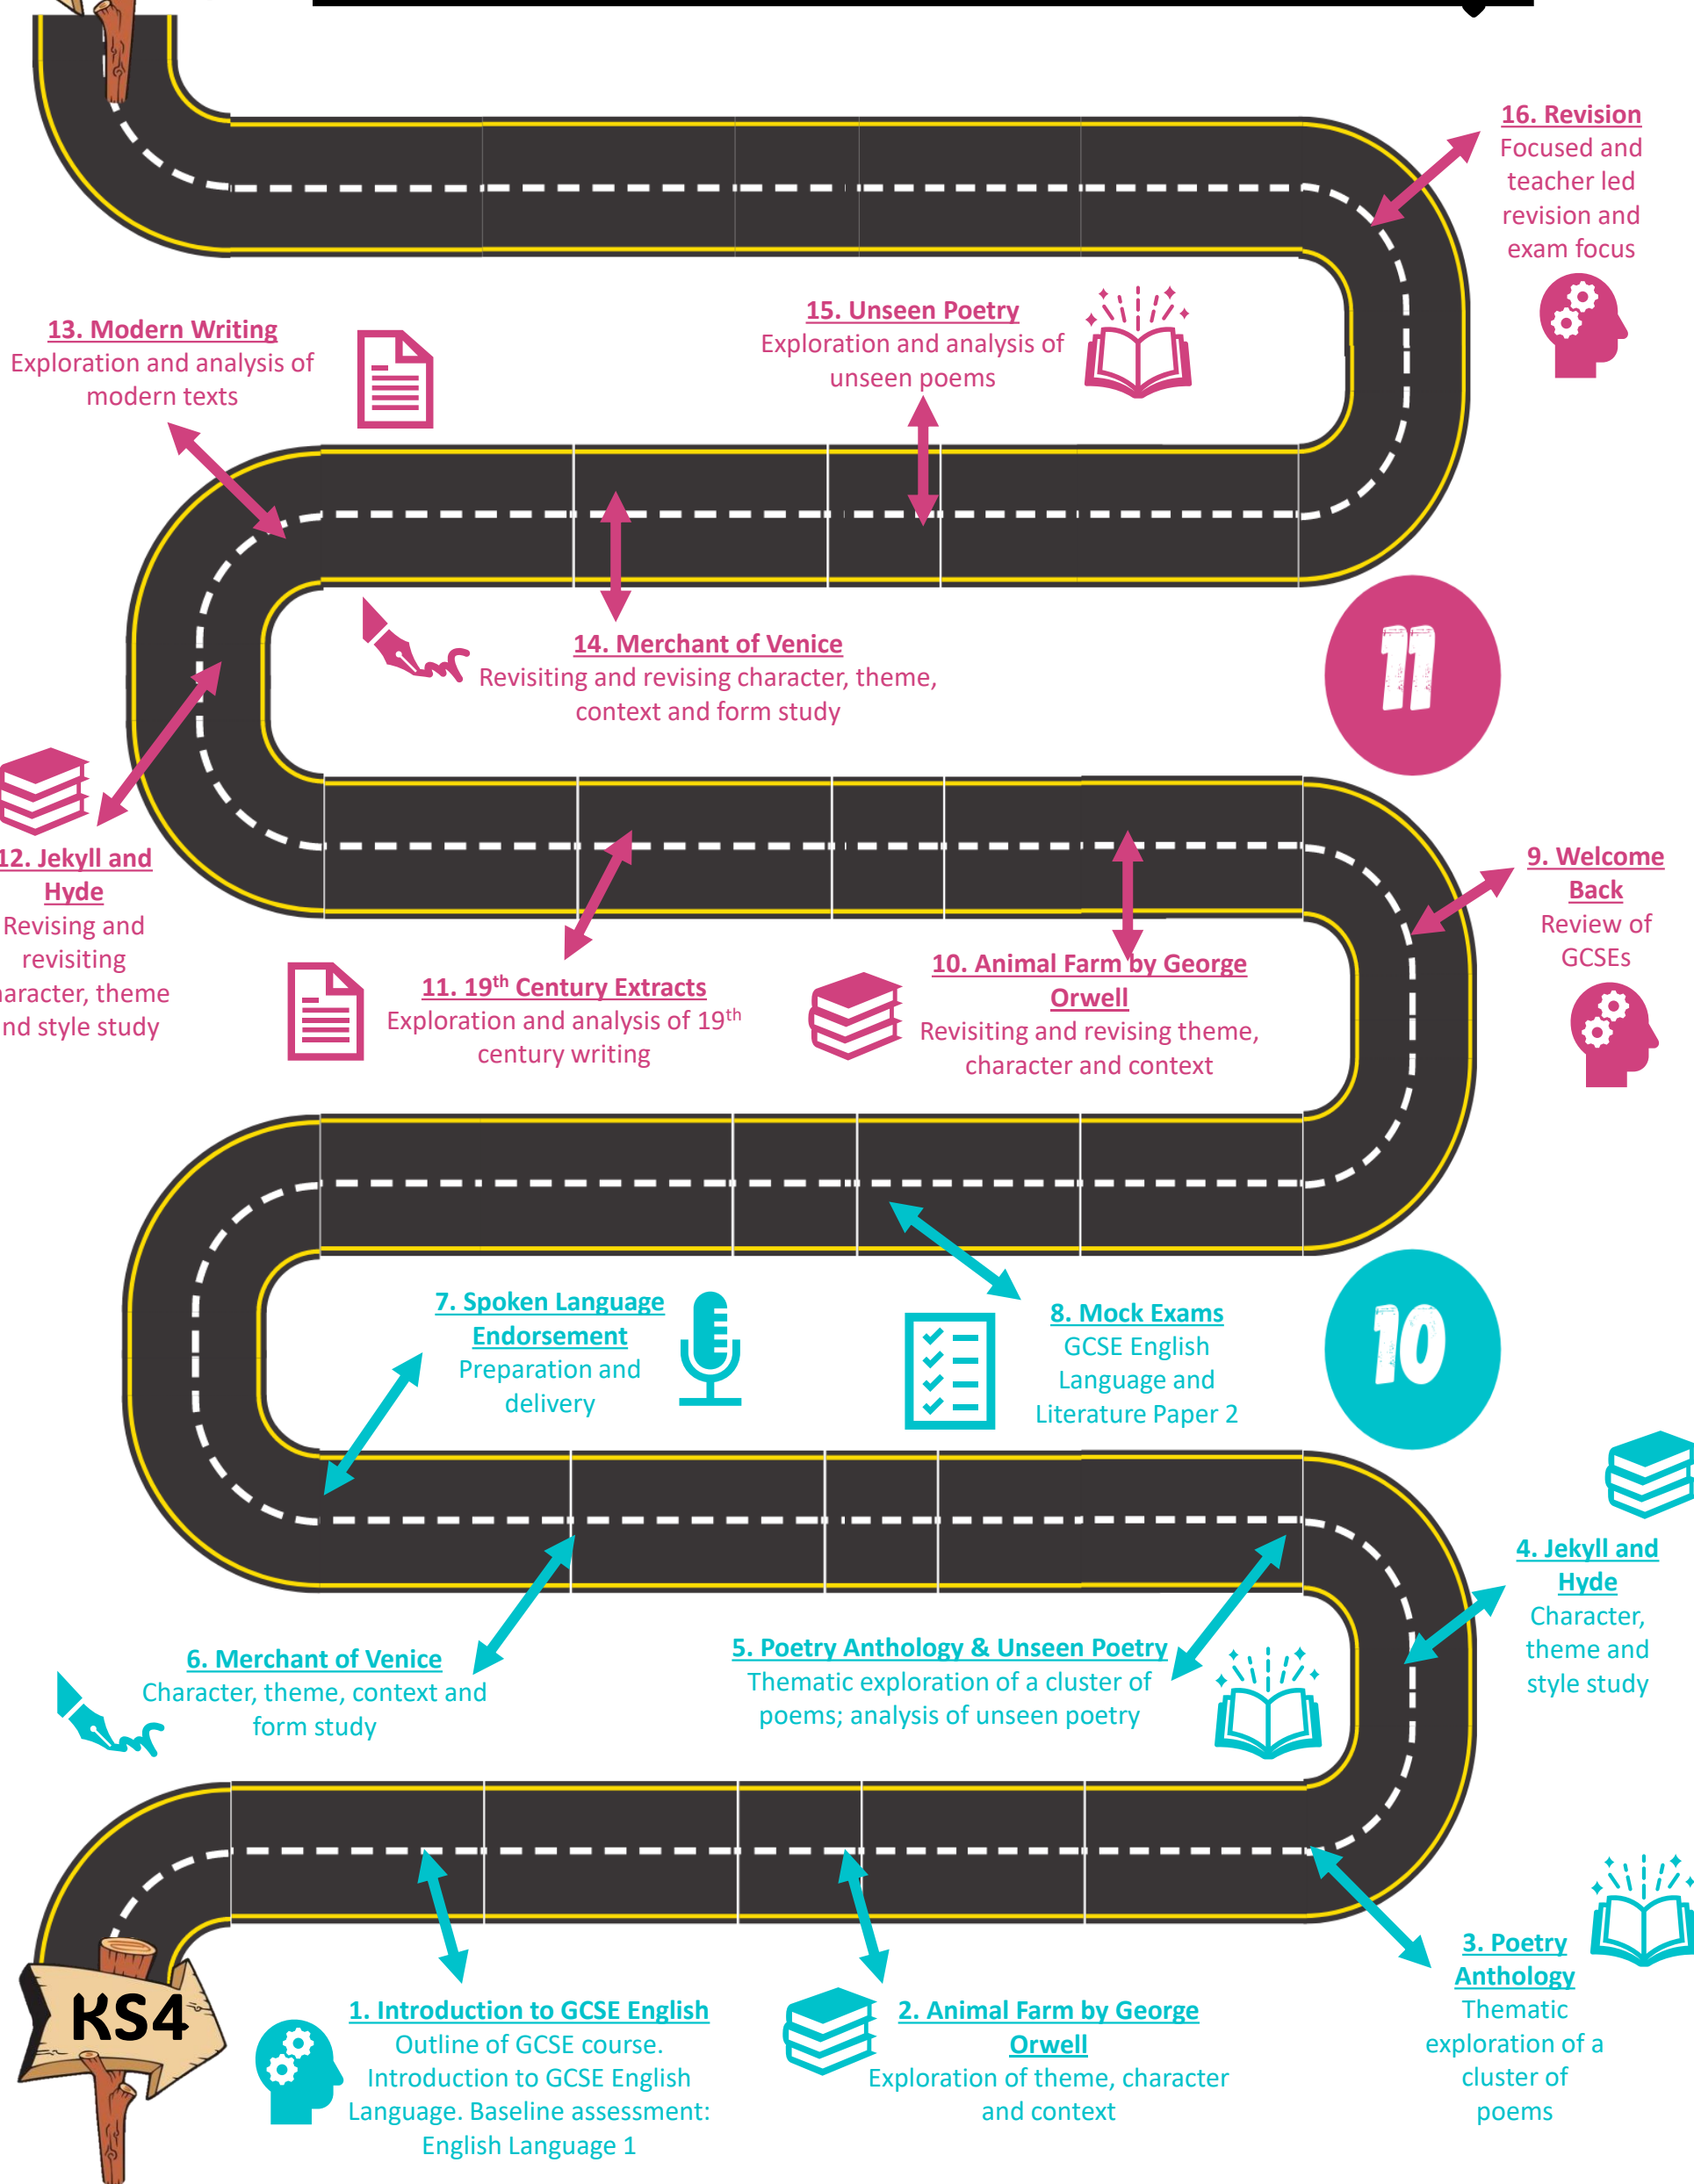 16. Revision
Focused and
teacher led
revision and
exam focus
13. Modern Writing
Exploration and analysis of
modern texts
15. Unseen Poetry
Exploration and analysis of
unseen poems
14. Merchant of Venice
Revisiting and revising character, theme,
context and form study
11
12. Jekyll and
Hyde
Revising and
revisiting
character, theme
and style study
11. 19th Century Extracts
Exploration and analysis of 19th
century writing
10. Animal Farm by George
Orwell
Revisiting and revising theme,
character and context
9. Welcome
Back
Review of
GCSEs
7. Spoken Language
Endorsement
Preparation and
delivery
8. Mock Exams
GCSE English
Language and
Literature Paper 2
10
4. Jekyll and
Hyde
Character,
theme and
style study
6. Merchant of Venice
Character, theme, context and
form study
5. Poetry Anthology & Unseen Poetry
Thematic exploration of a cluster of
poems; analysis of unseen poetry
3. Poetry
Anthology
Thematic
exploration of a
cluster of
poems
KS4
1. Introduction to GCSE English
Outline of GCSE course.
Introduction to GCSE English
Language. Baseline assessment:
English Language 1
2. Animal Farm by George
Orwell
Exploration of theme, character
and context